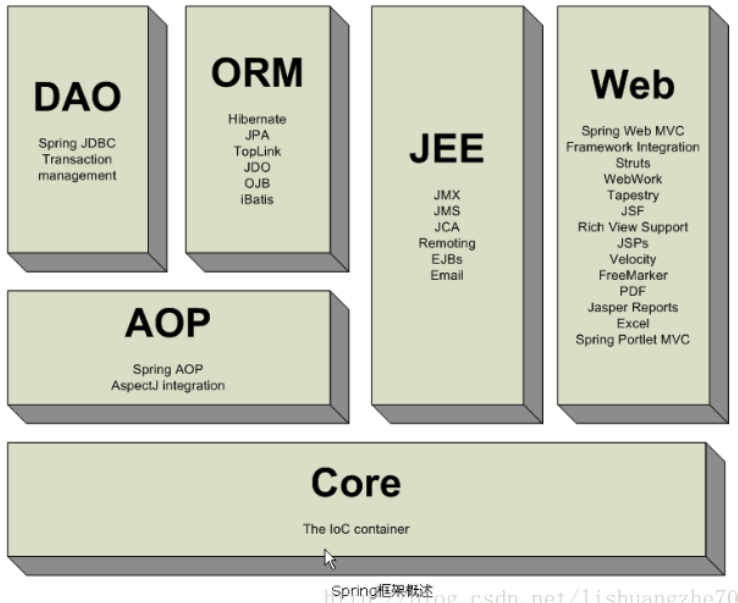 DAO
Spring JDBC
Transaction
management
ORM
Hibernate
JPA
TopLink
JDO
OJB
iBatis
JEE
JMX
JMS
JCA
Remoting
EJBs
Email
Web
Spring Web MVC
Framework Integration
Struts
WebWork
Tapestry
JSF
Rich View Support
JSPs
Velocity
FreeMarker
PDF
Jasper Reports
Excel
Spring Portlet MVC
AOP
Spring AOP
AspectJ integration
Core
The IoC container
Spring框架概述
http://blog.csdn.net/lishuangzhe70